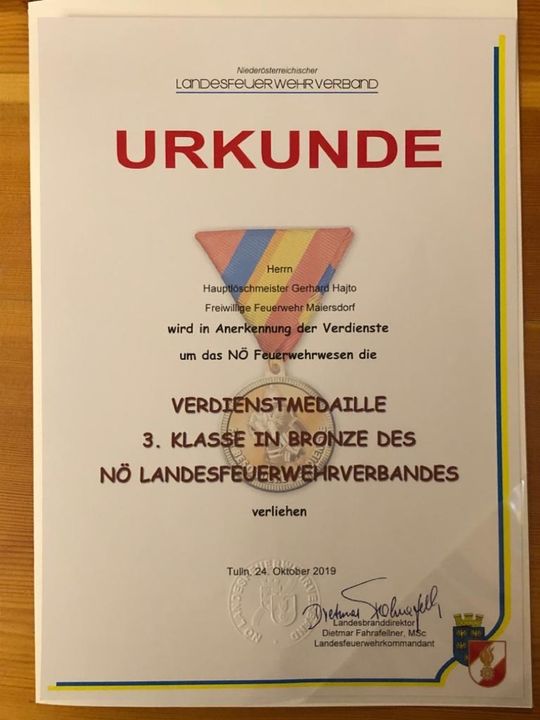 Niederösterreichischer
LANDESFEUERWEHRVERBAND
URKUNDE
Herrn
Hauptlöschmeister Gerhard Hajto
Freiwillige Feuerwehr Maiersdorf
wird in Anerkennung der Verdienste
um das NÖ Feuerwehrwesen die
VERDIENSTMEDAILLE
3. KLASSE IN BRONZE DES
NÖ LANDESFEUERWEHRVERBANDES
verliehen
Tulln, 24. Oktober 2019
NÖ LANDESFEUERWEHRVERBAND
Landesbranddirektor
Dietmar Fahrafellner, MSc
Landesfeuerwehrkommandant